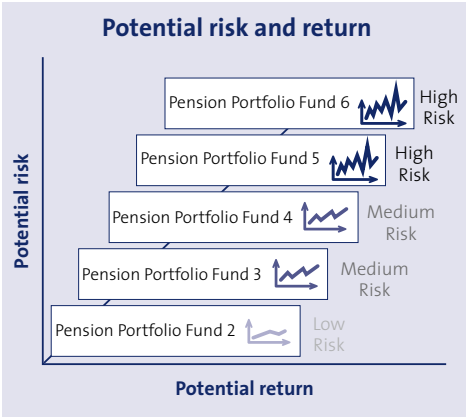 Potential risk and return
Potential risk
Pension Portfolio Fund 6
High
Risk
Pension Portfolio Fund 5
High
Risk
Pension Portfolio Fund 4
Medium
Risk
Pension Portfolio Fund 3
Medium
Risk
Pension Portfolio Fund 2
Low
Risk
Potential return